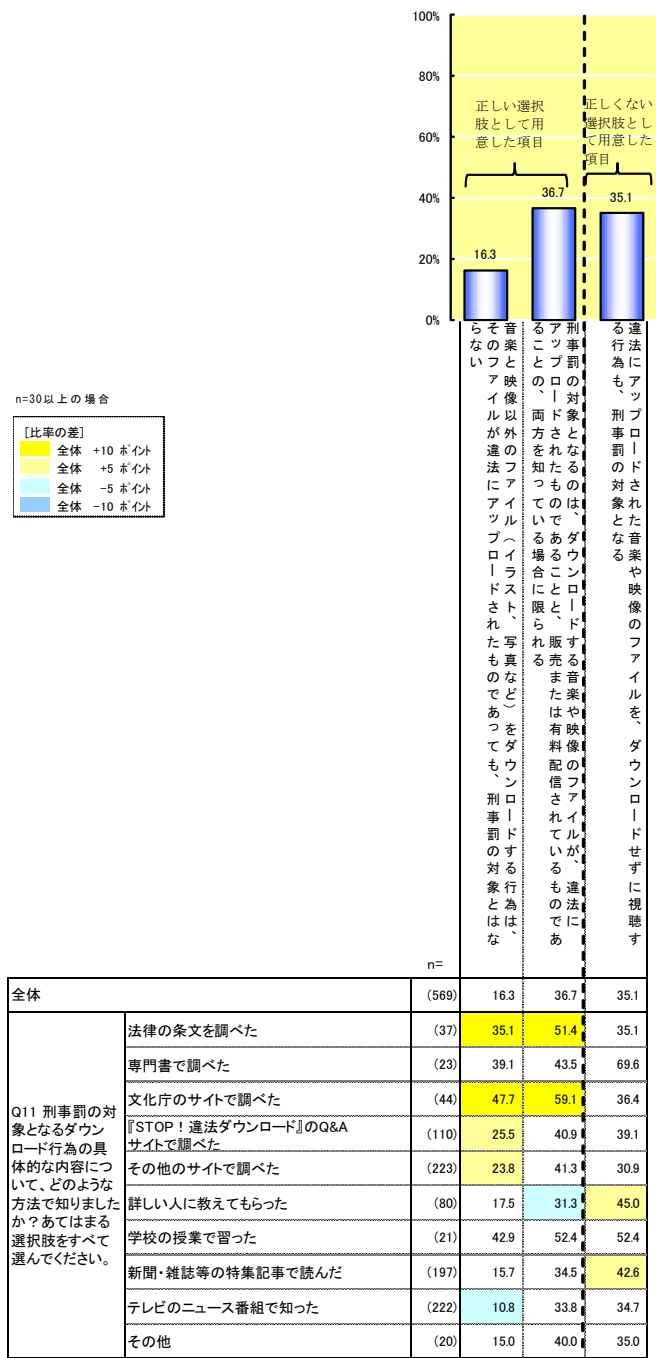 100%
80%
60%
40%
20%
0%
正しい選択
肢として用
意した項目
正しくない
選択肢とし
て用意した
項目
16.3
36.7
35.1
n=30以上の場合
[比率の差]
全体 +10 ポイント
全体 +5 ポイント
全体 -5 ポイント
全体 -10 ポイント
音楽と映像以外のファイル(イラスト、写真など)をダウンロードする行為は、
そのファイルが違法にアップロードされたものであっても、刑事罰の対象とはな
らない
刑事罰の対象となるのは、ダウンロードする音楽や映像のファイルが、違法に
アップロードされたものであることと、販売または有料配信されているものであ
ることの、両方を知っている場合に限られる
違法にアップロードされた音楽や映像のファイルを、ダウンロードせずに視聴す
る行為も、刑事罰の対象となる
n=
全体 (569) 16.3 36.7 35.1
Q11 刑事罰の対
象となるダウン
ロード行為の具
体的な内容につ
いて、どのような
方法で知りました
か?あてはまる
選択肢をすべて
選んでください。
法律の条文を調べた (37) 35.1 51.4 35.1
専門書で調べた (23) 39.1 43.5 69.6
文化庁のサイトで調べた (44) 47.7 59.1 36.4
『STOP!違法ダウンロード』のQ&A
サイトで調べた (110) 25.5 40.9 39.1
その他のサイトで調べた (223) 23.8 41.3 30.9
詳しい人に教えてもらった (80) 17.5 31.3 45.0
学校の授業で習った (21) 42.9 52.4 52.4
新聞・雑誌等の特集記事で読んだ (197) 15.7 34.5 42.6
テレビのニュース番組で知った (222) 10.8 33.8 34.7
その他 (20) 15.0 40.0 35.0